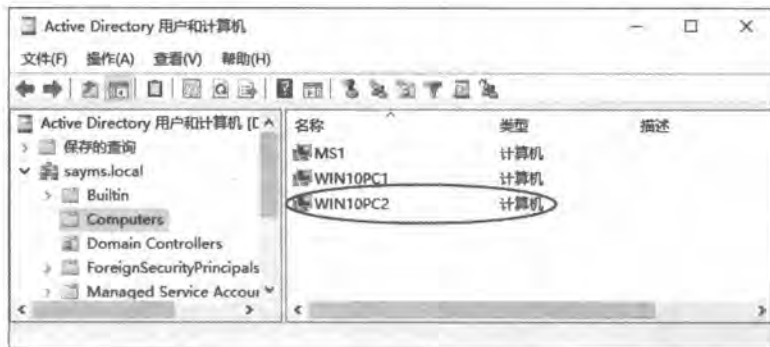 Active Directory 用户和计算机
文件(F) 操作(A) 查看(V) 帮助(H)
Active Directory 用户和计算机 [D
保存的查询
sayms.local
Builtin
Computers
Domain Controllers
ForeignSecurityPrincipals
Managed Service Accour
名称 类型 描述
MS1 计算机
WIN10PC1 计算机
WIN10PC2 计算机